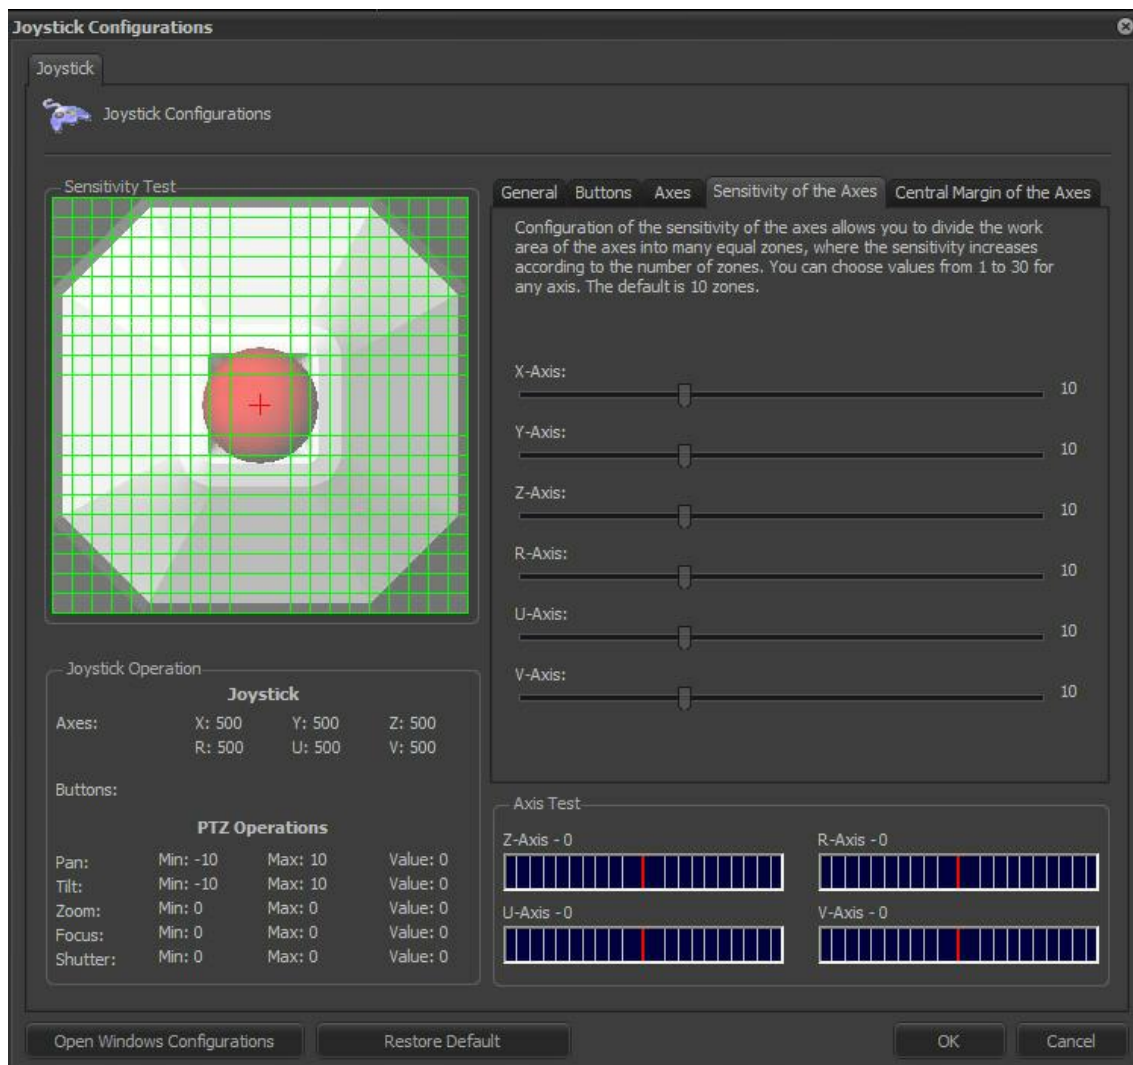 Joystick Configurations
Joystick
Joystick Configurations
Sensitivity Test
General Buttons Axes Sensitivity of the Axes Central Margin of the Axes
Configuration of the sensitivity of the axes allows you to divide the work
area of the axes into many equal zones, where the sensitivity increases
according to the number of zones. You can choose values from 1 to 30 for
any axis. The default is 10 zones.
X-Axis:
10
Y-Axis:
10
Z-Axis:
10
R-Axis:
10
U-Axis:
10
V-Axis:
10
Joystick Operation
Joystick
Axes: X: 500 Y: 500 Z: 500
R: 500 U: 500 V: 500
Buttons:
PTZ Operations
Pan: Min: -10 Max: 10 Value: 0
Tilt: Min: -10 Max: 10 Value: 0
Zoom: Min: 0 Max: 0 Value: 0
Focus: Min: 0 Max: 0 Value: 0
Shutter: Min: 0 Max: 0 Value: 0
Axis Test
Z-Axis - 0 R-Axis - 0
U-Axis - 0 V-Axis - 0
Open Windows Configurations Restore Default OK Cancel